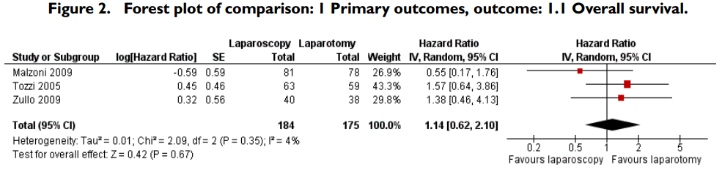 Figure 2. Forest plot of comparison: 1 Primary outcomes, outcome: 1.1 Overall survival.
Laparoscopy Laparotomy Hazard Ratio Hazard Ratio
Study or Subgroup log[Hazard Ratio] SE Total Total Weight IV, Random, 95% CI IV, Random, 95% CI
Malzoni 2009 -0.59 0.59 81 78 26.9% 0.55 [0.17, 1.76]
Tozzi 2005 0.45 0.46 63 59 43.3% 1.57 [0.64, 3.86]
Zullo 2009 0.32 0.56 40 38 29.8% 1.38 [0.46, 4.13]
Total (95% CI) 184 175 100.0% 1.14 [0.62, 2.10]
Heterogeneity: Tau² = 0.01; Chi² = 2.09, df = 2 (P = 0.35); I² = 4%
Test for overall effect: Z = 0.42 (P = 0.67)
0.2 0.5 1 2 5
Favours laparoscopy Favours laparotomy